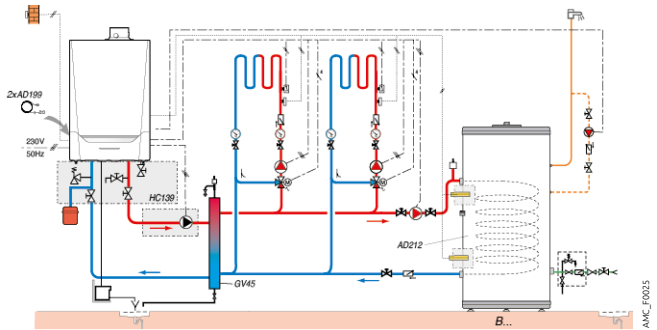 2xAD199
230V
50Hz
HC139
M
M
AD212
GV45
B...
AMC_F0025